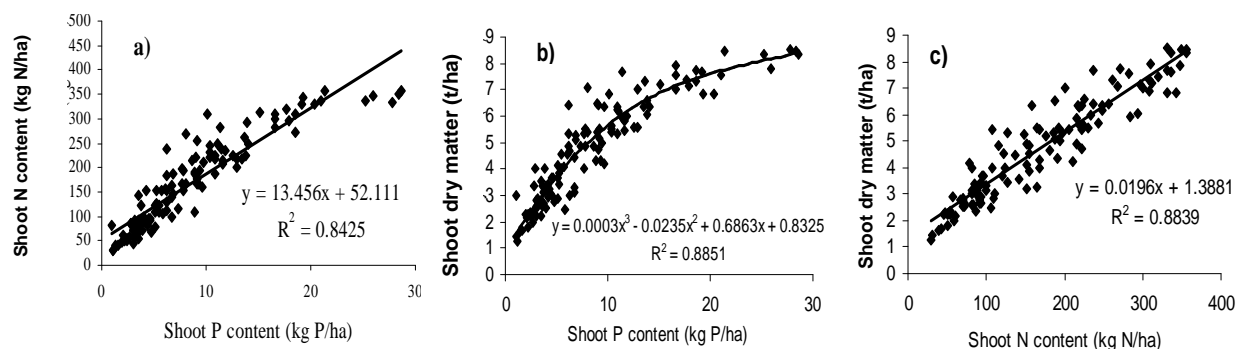 a)
Shoot N content (kg N/ha)
500
450
400
350
300
250
200
150
100
50
0
y = 13.456x + 52.111
R² = 0.8425
0 10 20 30
Shoot P content (kg P/ha)
b)
Shoot dry matter (t/ha)
9
8
7
6
5
4
3
2
1
0
y = 0.0003x³ - 0.0235x² + 0.6863x + 0.8325
R² = 0.8851
0 10 20 30
Shoot P content (kg P/ha)
c)
Shoot dry matter (t/ha)
9
8
7
6
5
4
3
2
1
0
y = 0.0196x + 1.3881
R² = 0.8839
0 100 200 300 400
Shoot N content (kg N/ha)